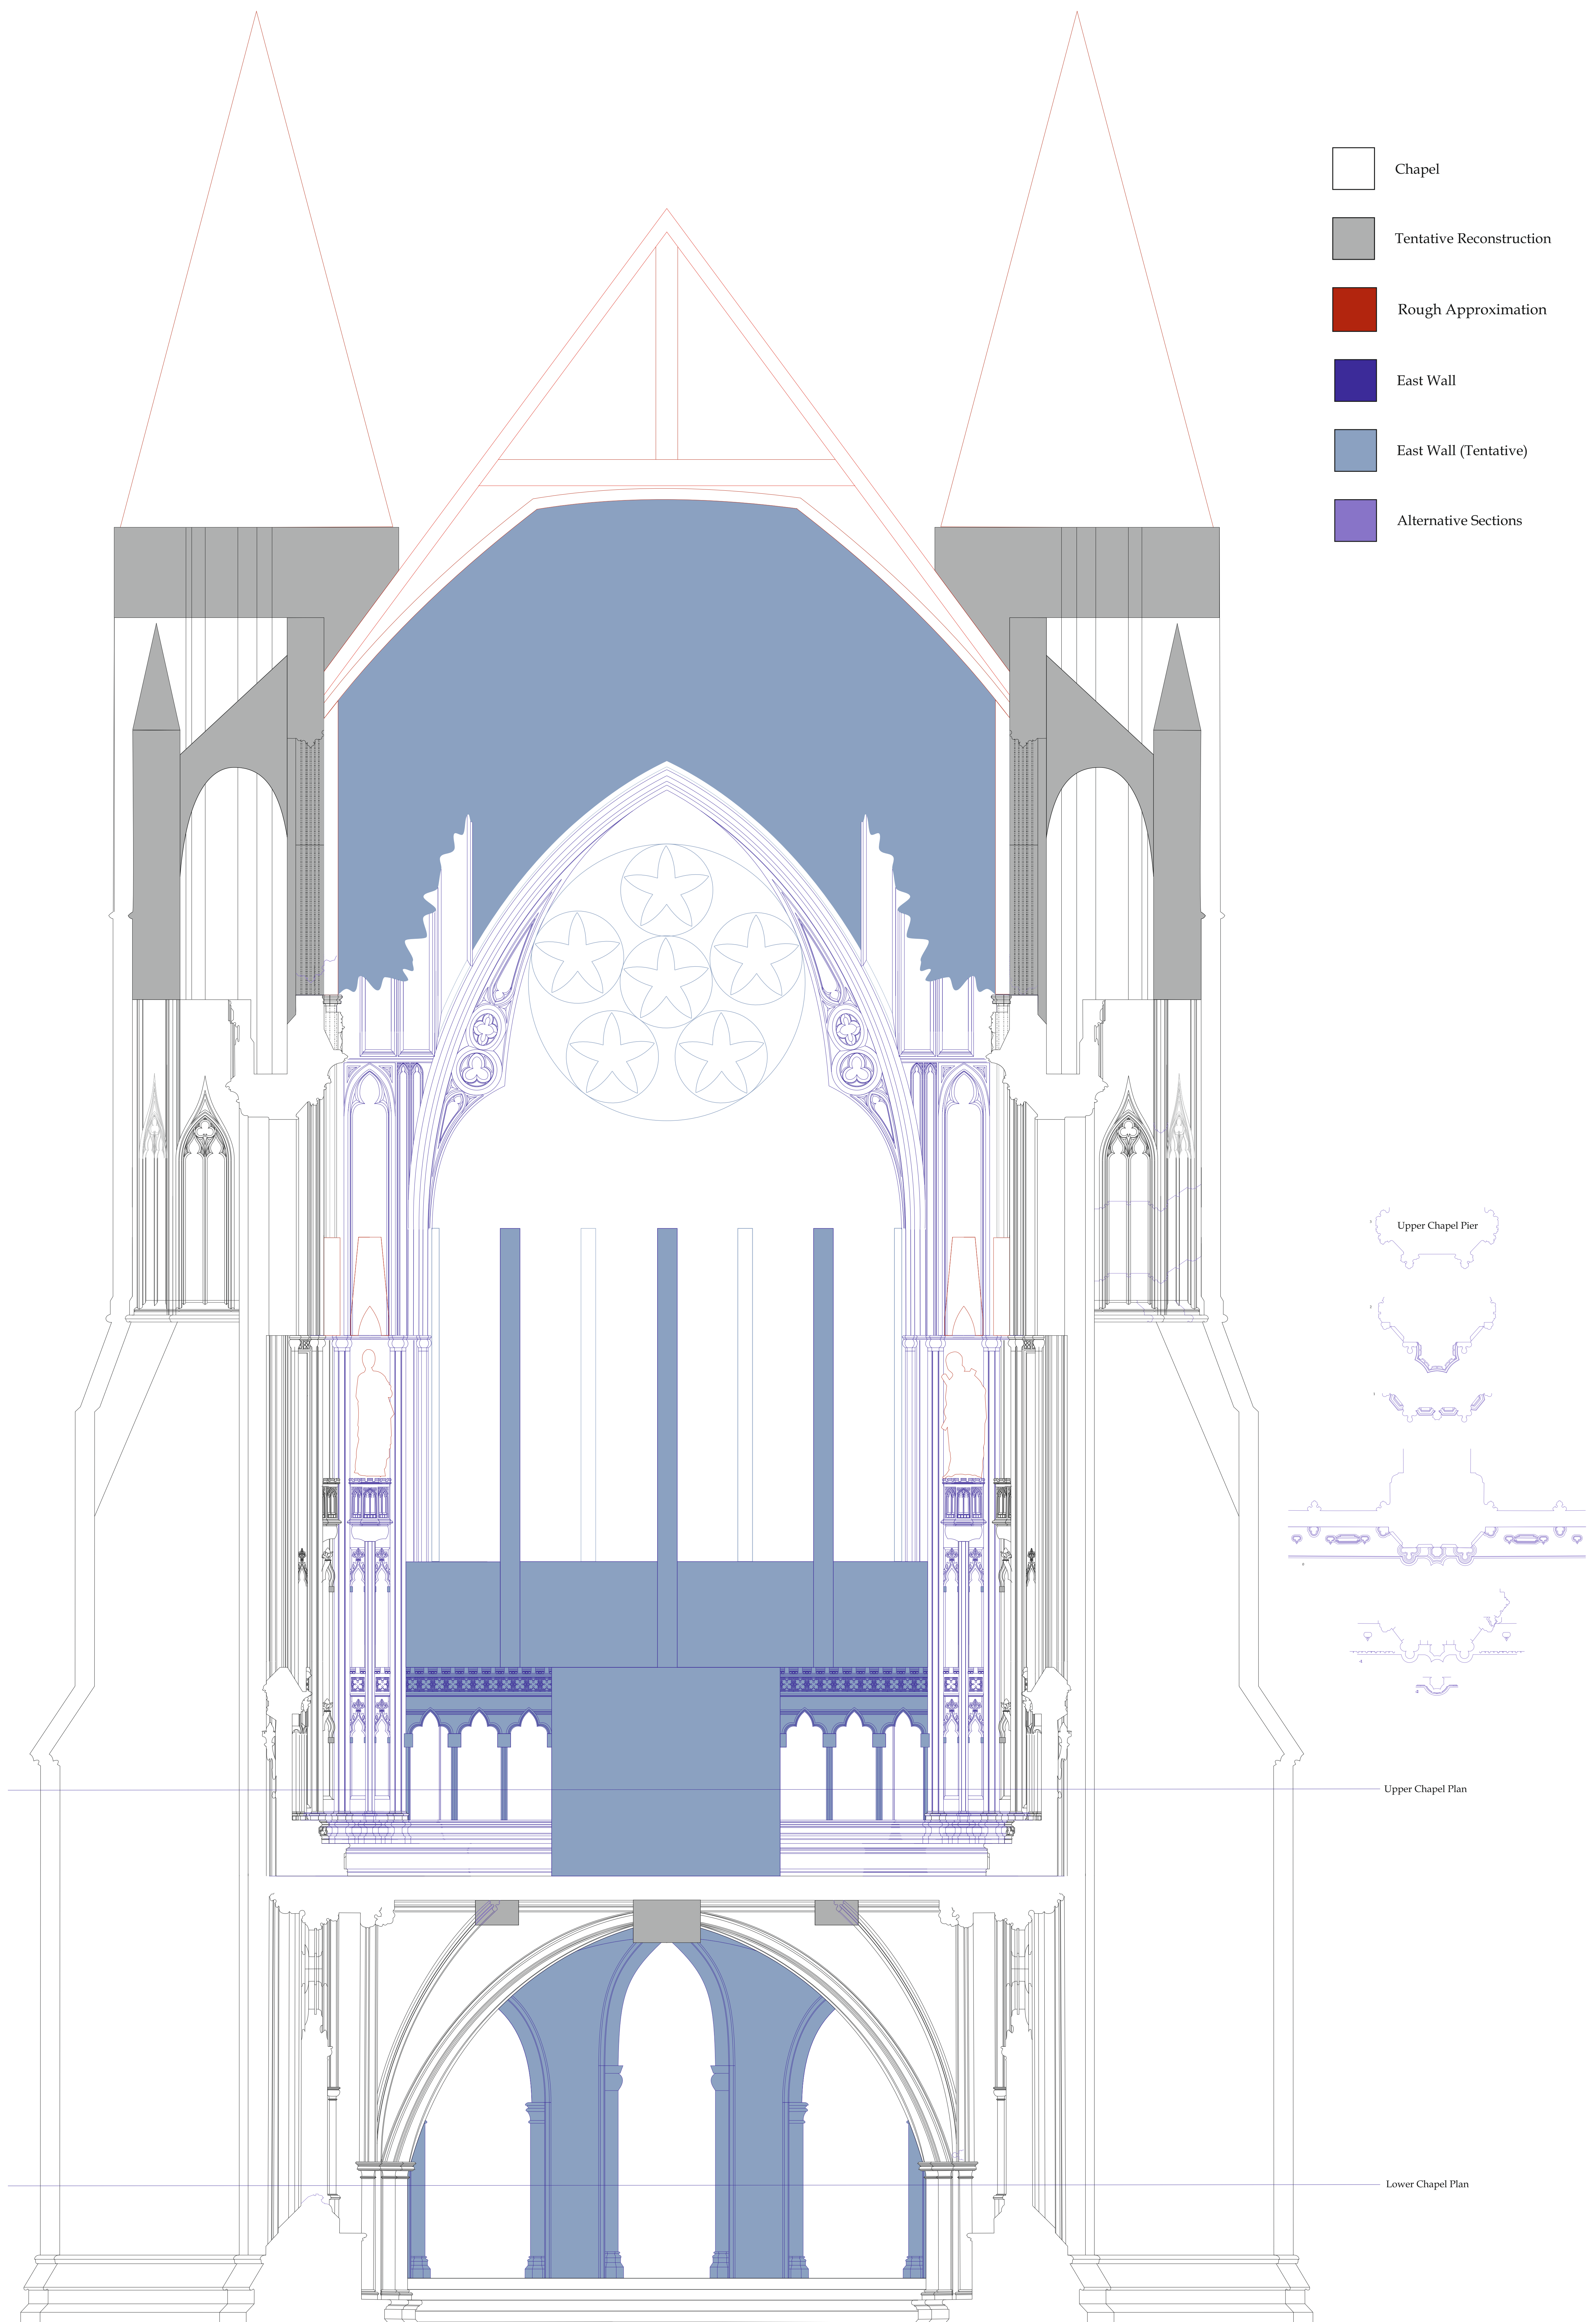 Chapel
Tentative Reconstruction
Rough Approximation
East Wall
East Wall (Tentative)
Alternative Sections
Upper Chapel Pier
Upper Chapel Plan
Lower Chapel Plan